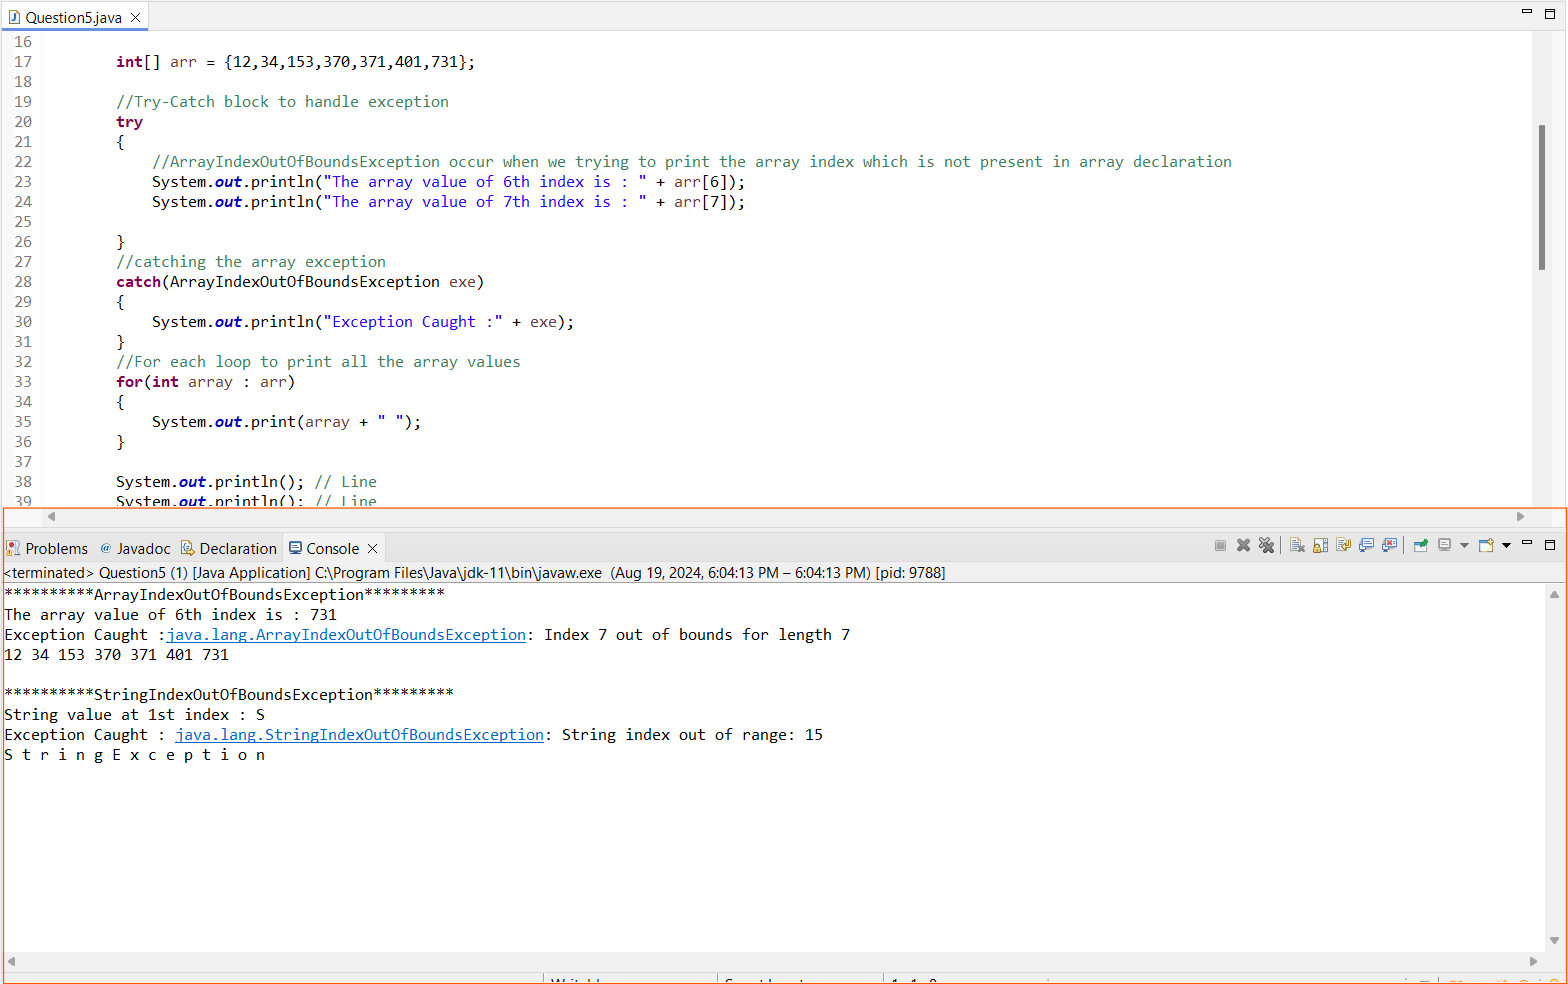 Question5.java
16
17 int[] arr = {12,34,153,370,371,401,731};
18
19 //Try-Catch block to handle exception
20 try
21 {
22 //ArrayIndexOutOfBoundsException occur when we trying to print the array index which is not present in array declaration
23 System.out.println("The array value of 6th index is : " + arr[6]);
24 System.out.println("The array value of 7th index is : " + arr[7]);
25
26 }
27 //catching the array exception
28 catch(ArrayIndexOutOfBoundsException exe)
29 {
30 System.out.println("Exception Caught :" + exe);
31 }
32 //For each loop to print all the array values
33 for(int array : arr)
34 {
35 System.out.print(array + " ");
36 }
37
38 System.out.println(); // Line
39 System.out.println(); // Line
Problems @ Javadoc Declaration Console
<terminated> Question5 (1) [Java Application] C:\Program Files\Java\jdk-11\bin\javaw.exe (Aug 19, 2024, 6:04:13 PM – 6:04:13 PM) [pid: 9788]
**********ArrayIndexOutOfBoundsException*********
The array value of 6th index is : 731
Exception Caught :java.lang.ArrayIndexOutOfBoundsException: Index 7 out of bounds for length 7
12 34 153 370 371 401 731
**********StringIndexOutOfBoundsException*********
String value at 1st index : S
Exception Caught : java.lang.StringIndexOutOfBoundsException: String index out of range: 15
S t r i n g E x c e p t i o n